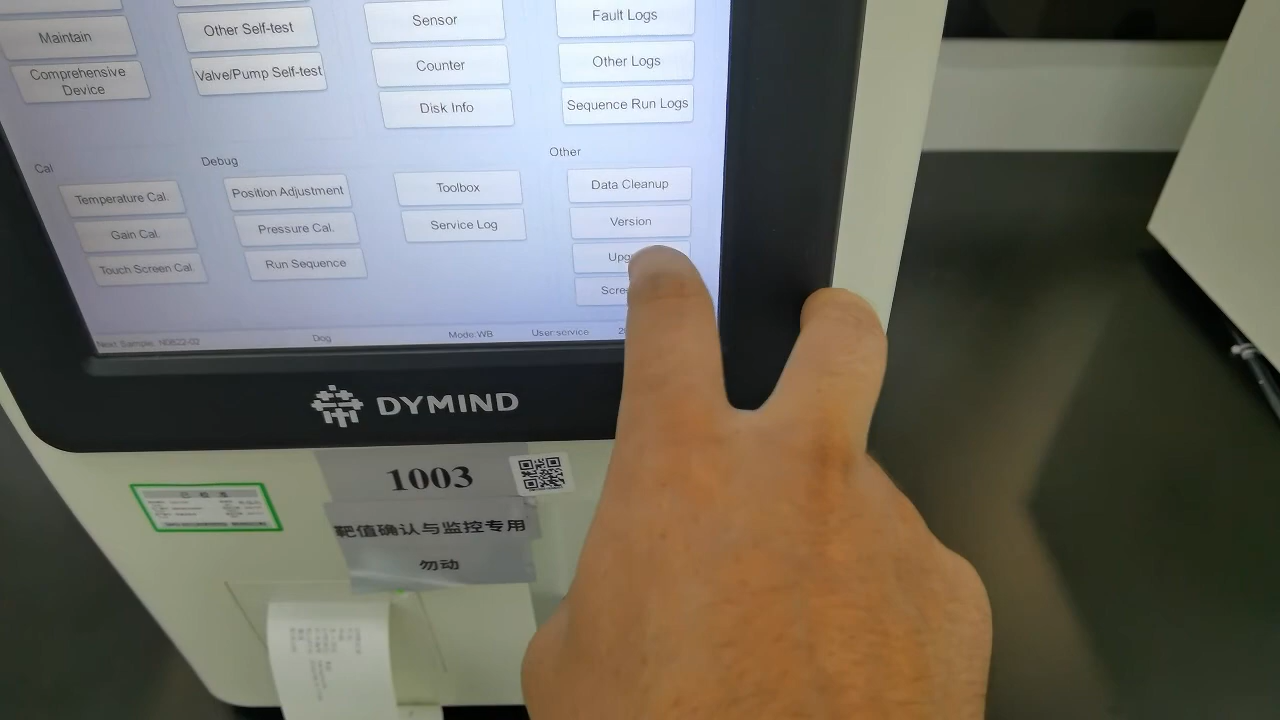 Maintain
Other Self-test
Sensor
Fault Logs
Comprehensive
Device
Valve/Pump Self-test
Counter
Other Logs
Disk Info
Sequence Run Logs
Cal
Debug
Other
Temperature Cal.
Position Adjustment
Toolbox
Data Cleanup
Gain Cal.
Pressure Cal.
Service Log
Version
Touch Screen Cal.
Run Sequence
Next Sample: N0B22-02
Dog
Mode:WB
User:service
DYMIND
1003
靶值确认与监控专用
勿动